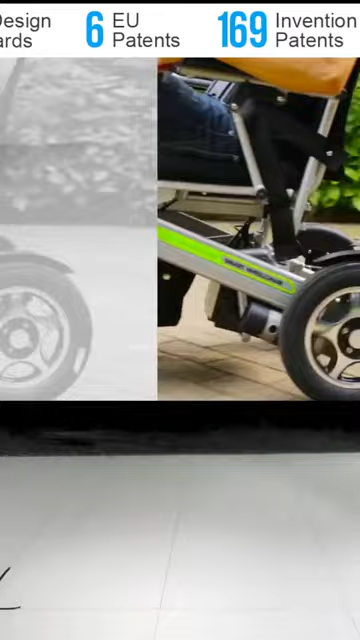 Design
ards
6 EU
Patents
169 Invention
Patents